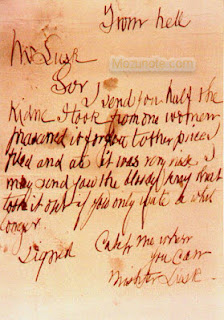 From hell
Mozunote.com
Mr Lusk
Sor
I send you half the
Kidne I took from one women
prasarved it for you tother piece
fried and ate it was very nise I
may send you the bloody knif that
took it out if you only wate a whil
longer
Signed Catch me when
you can
Mishter Lusk